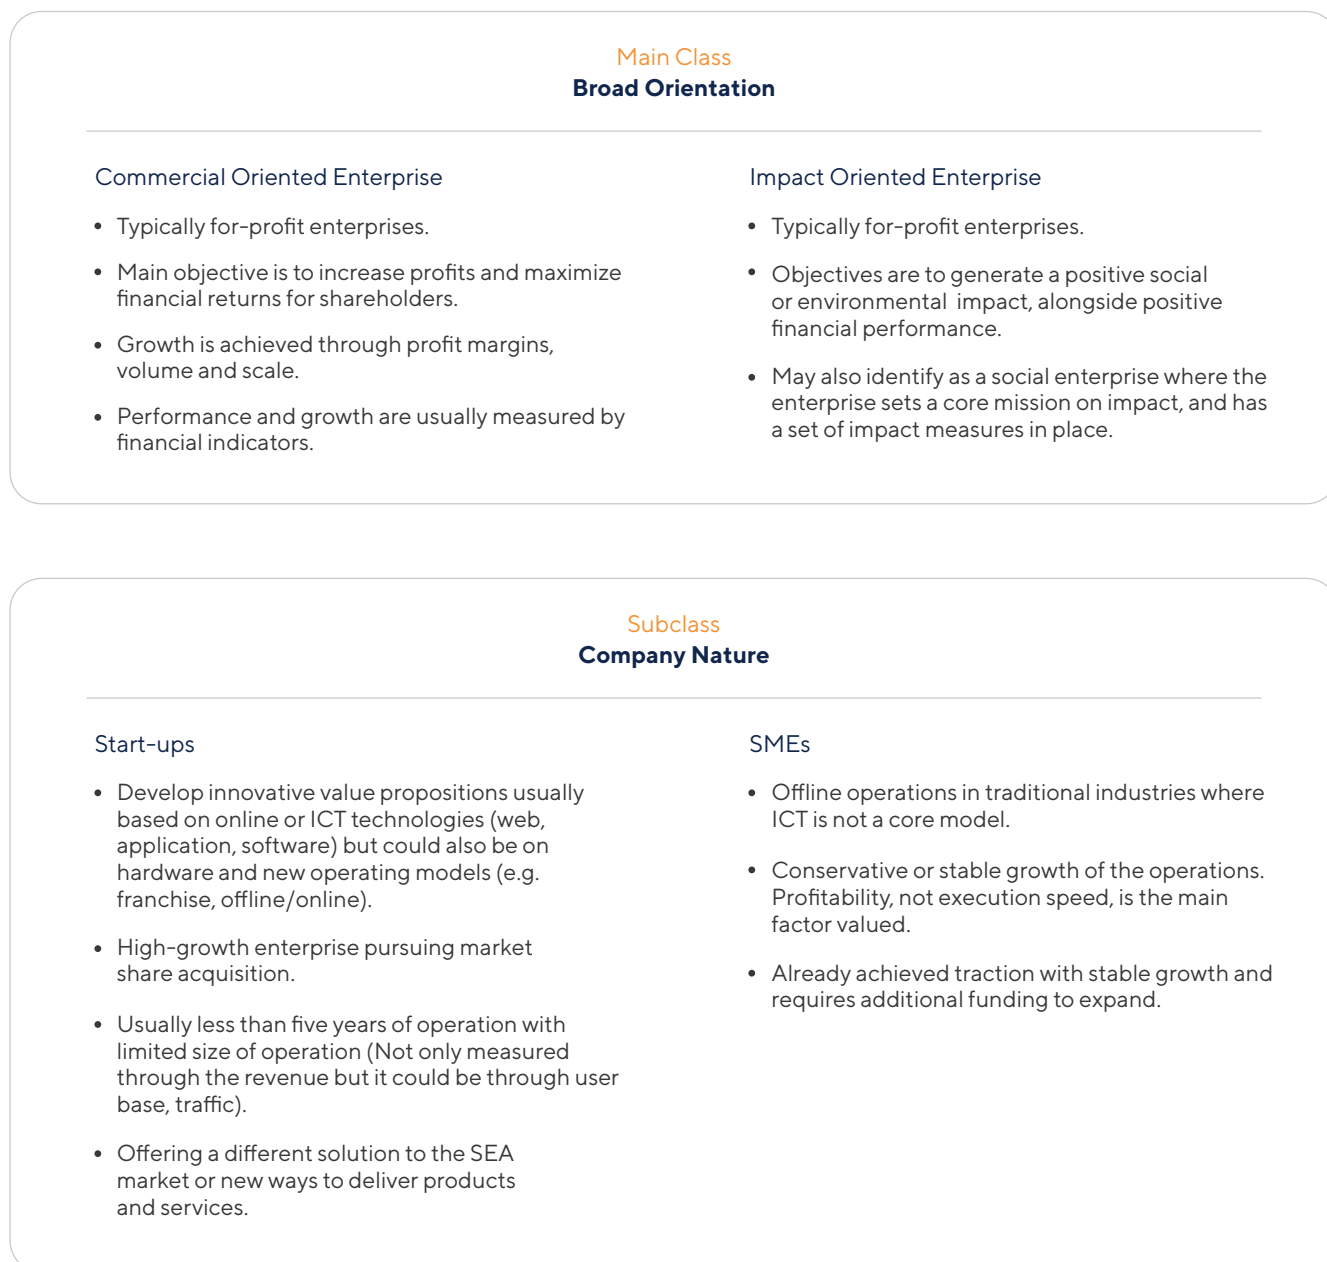 Main Class
Broad Orientation
Commercial Oriented Enterprise
• Typically for-profit enterprises.
• Main objective is to increase profits and maximize
financial returns for shareholders.
• Growth is achieved through profit margins,
volume and scale.
• Performance and growth are usually measured by
financial indicators.
Impact Oriented Enterprise
• Typically for-profit enterprises.
• Objectives are to generate a positive social
or environmental impact, alongside positive
financial performance.
• May also identify as a social enterprise where the
enterprise sets a core mission on impact, and has
a set of impact measures in place.
Subclass
Company Nature
Start-ups
• Develop innovative value propositions usually
based on online or ICT technologies (web,
application, software) but could also be on
hardware and new operating models (e.g.
franchise, offline/online).
• High-growth enterprise pursuing market
share acquisition.
• Usually less than five years of operation with
limited size of operation (Not only measured
through the revenue but it could be through user
base, traffic).
• Offering a different solution to the SEA
market or new ways to deliver products
and services.
SMEs
• Offline operations in traditional industries where
ICT is not a core model.
• Conservative or stable growth of the operations.
Profitability, not execution speed, is the main
factor valued.
• Already achieved traction with stable growth and
requires additional funding to expand.